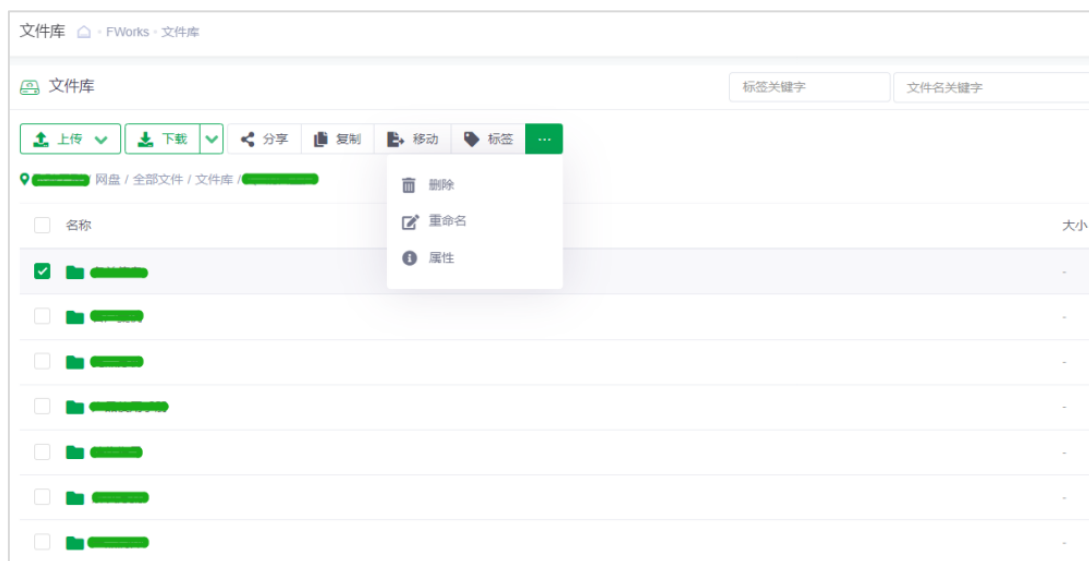 文件库 FWorks 文件库
文件库 标签关键字 文件名关键字
上传 下载 分享 复制 移动 标签 ...
网盘 / 全部文件 / 文件库 /
删除
名称 大小
重命名
属性
-
-
-
-
-
-
-